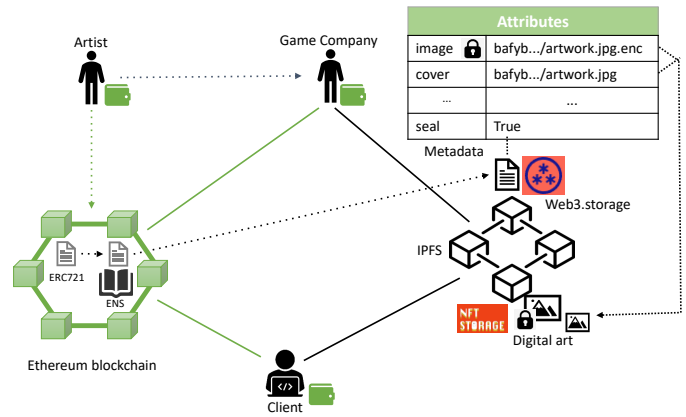 Attributes
Artist
Game Company
image bafyb.../artwork.jpg.enc
cover bafyb.../artwork.jpg
... ...
seal True
Metadata
Web3.storage
IPFS
ERC721
ENS
NFT
STORAGE
Digital art
Ethereum blockchain
Client